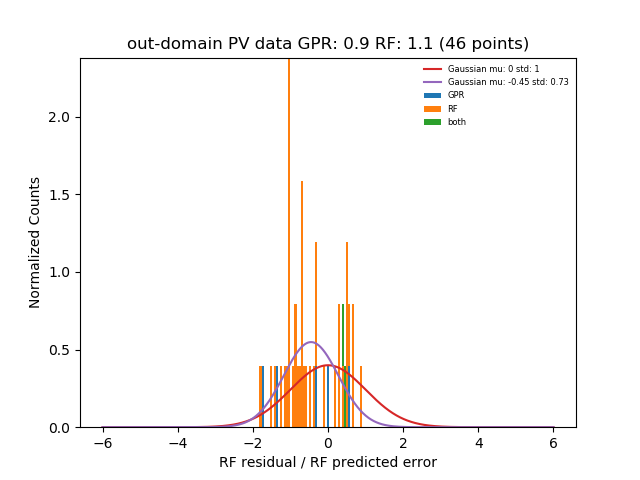 out-domain PV data GPR: 0.9 RF: 1.1 (46 points)
Gaussian mu: 0 std: 1
Gaussian mu: -0.45 std: 0.73
GPR
RF
both
Normalized Counts
2.0
1.5
1.0
0.5
0.0
−6 −4 −2 0 2 4 6
RF residual / RF predicted error